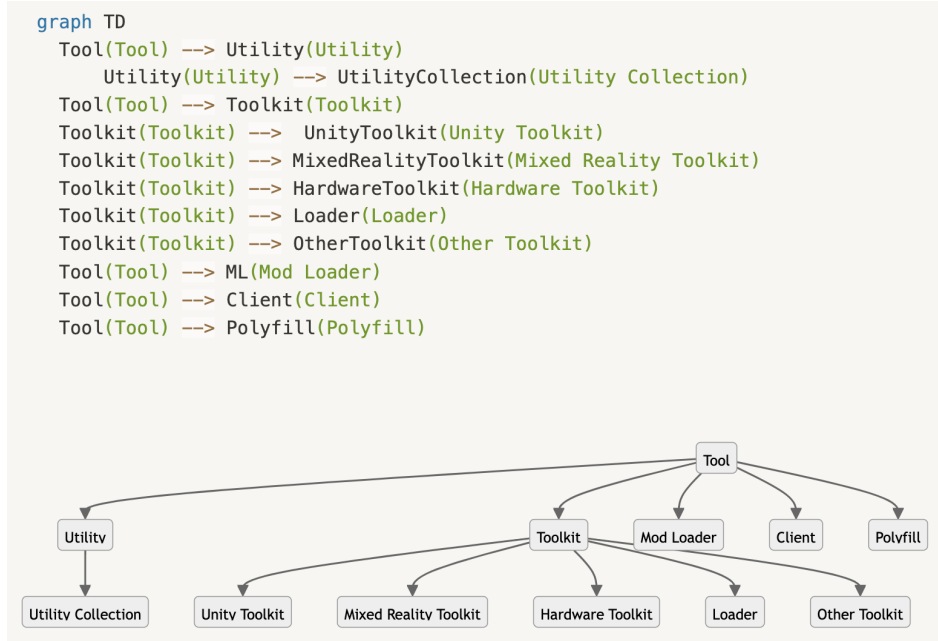 graph TD
Tool(Tool) --> Utility(Utility)
Utility(Utility) --> UtilityCollection(Utility Collection)
Tool(Tool) --> Toolkit(Toolkit)
Toolkit(Toolkit) -->  UnityToolkit(Unity Toolkit)
Toolkit(Toolkit) --> MixedRealityToolkit(Mixed Reality Toolkit)
Toolkit(Toolkit) --> HardwareToolkit(Hardware Toolkit)
Toolkit(Toolkit) --> Loader(Loader)
Toolkit(Toolkit) --> OtherToolkit(Other Toolkit)
Tool(Tool) --> ML(Mod Loader)
Tool(Tool) --> Client(Client)
Tool(Tool) --> Polyfill(Polyfill)
Tool
Utility Toolkit Mod Loader Client Polyfill
Utility Collection Unity Toolkit Mixed Reality Toolkit Hardware Toolkit Loader Other Toolkit